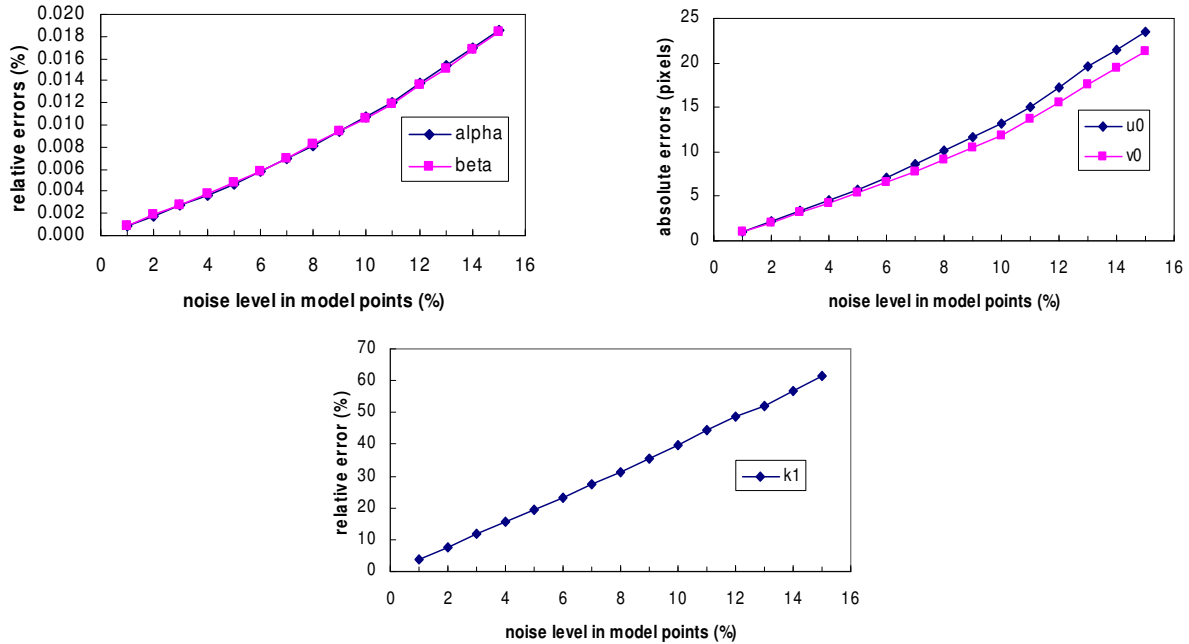 relative errors (%)
0.020
0.018
0.016
0.014
0.012
0.010
0.008
0.006
0.004
0.002
0.000
0 2 4 6 8 10 12 14 16
noise level in model points (%)
alpha
beta
absolute errors (pixels)
25
20
15
10
5
0
0 2 4 6 8 10 12 14 16
noise level in model points (%)
u0
v0
relative error (%)
70
60
50
40
30
20
10
0
0 2 4 6 8 10 12 14 16
noise level in model points (%)
k1